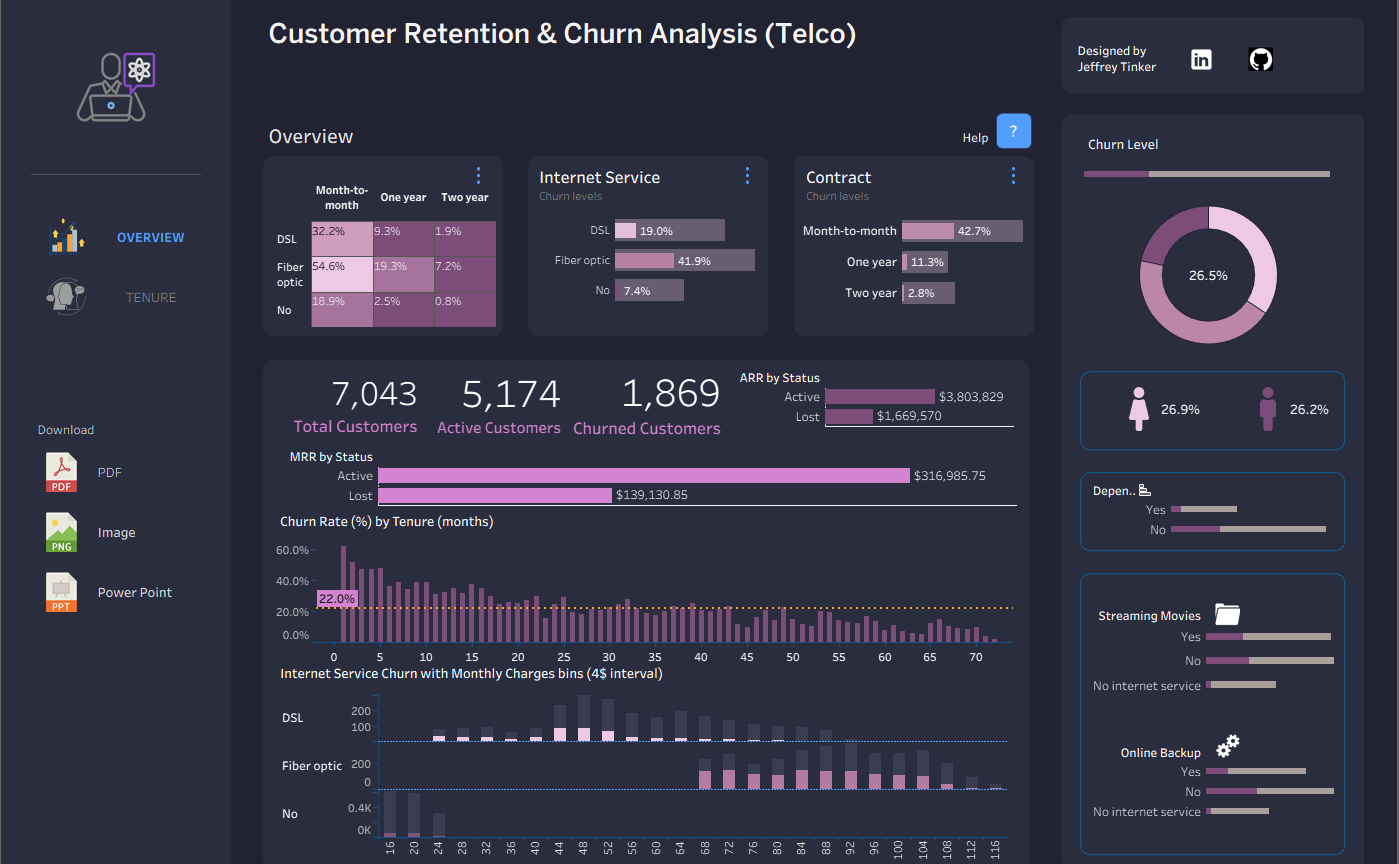 Customer Retention & Churn Analysis (Telco)
Designed by
Jeffrey Tinker
in
OVERVIEW
TENURE
Download
PDF
PDF
PNG
Image
PPT
Power Point
Overview
Help
?
Month-to-
month
One year
Two year
DSL
32.2%
9.3%
1.9%
Fiber
optic
54.6%
19.3%
7.2%
No
18.9%
2.5%
0.8%
Internet Service
Churn levels
DSL
19.0%
Fiber optic
41.9%
No
7.4%
Contract
Churn levels
Month-to-month
42.7%
One year
11.3%
Two year
2.8%
7,043
Total Customers
5,174
Active Customers
1,869
Churned Customers
ARR by Status
Active
$3,803,829
Lost
$1,669,570
MRR by Status
Active
$316,985.75
Lost
$139,130.85
Churn Rate (%) by Tenure (months)
60.0%
40.0%
22.0%
20.0%
0.0%
0 5 10 15 20 25 30 35 40 45 50 55 60 65 70
Internet Service Churn with Monthly Charges bins (4$ interval)
DSL
200
100
Fiber optic
200
0
No
0.4K
0K
16 20 24 28 32 36 40 44 48 52 56 60 64 68 72 76 80 84 88 92 96 100 104 108 112 116
Churn Level
26.5%
26.9%
26.2%
Depen..
Yes
No
Streaming Movies
Yes
No
No internet service
Online Backup
Yes
No
No internet service